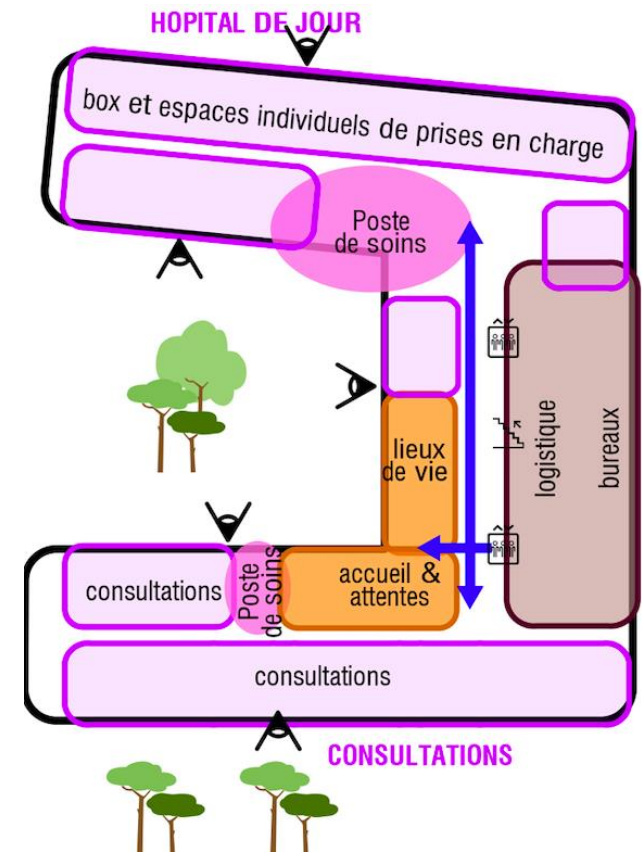 HOPITAL DE JOUR
box et espaces individuels de prises en charge
Poste
de soins
lieux
de vie
logistique
bureaux
consultations
Poste
de soins
accueil &
attentes
consultations
CONSULTATIONS